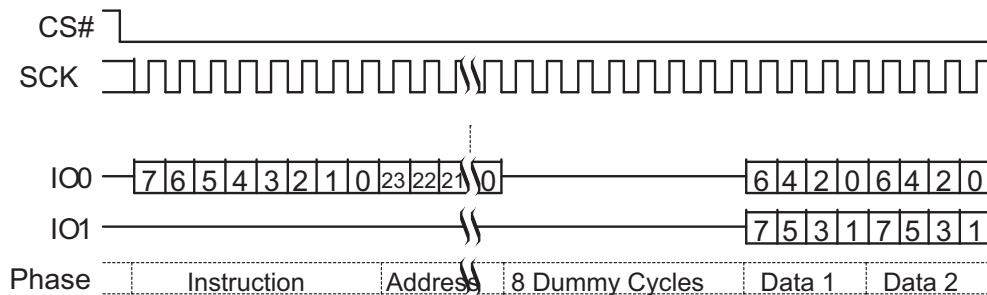 CS#
SCK
IO0 7 6 5 4 3 2 1 0 23 22 21 0 6 4 2 0 6 4 2 0
IO1 7 5 3 1 7 5 3 1
Phase Instruction Address 8 Dummy Cycles Data 1 Data 2